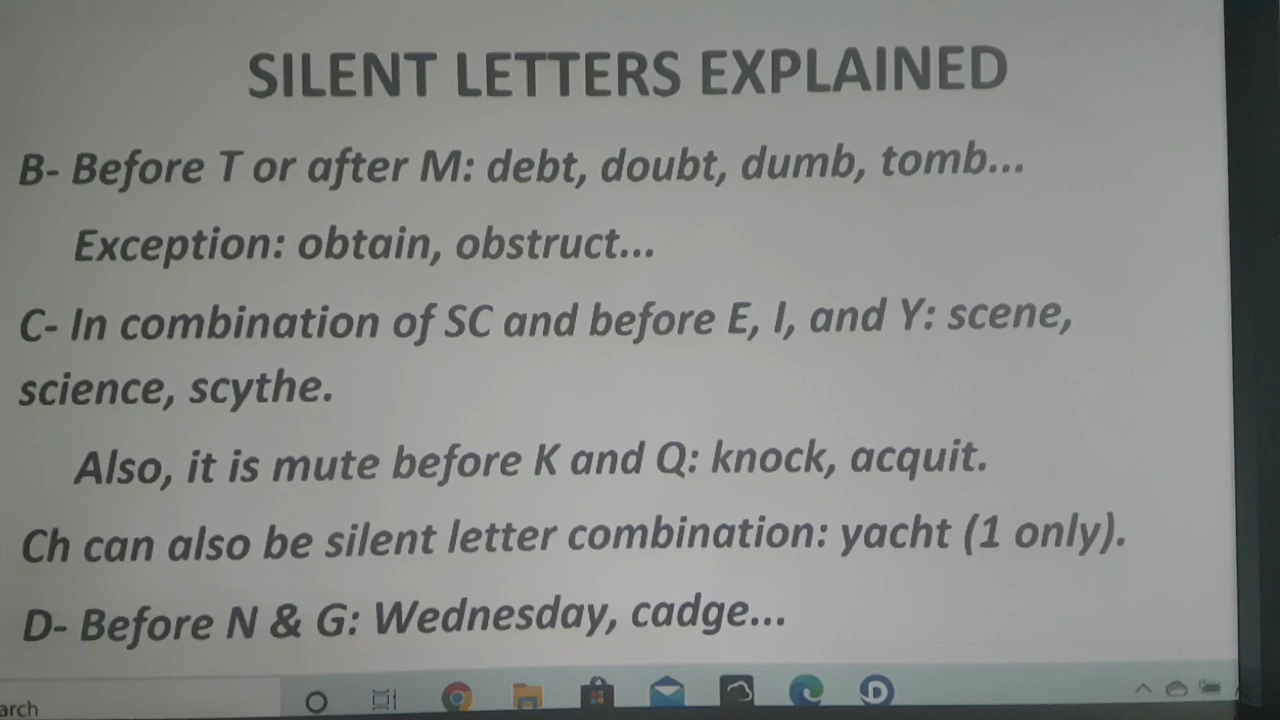 SILENT LETTERS EXPLAINED
B- Before T or after M: debt, doubt, dumb, tomb...
Exception: obtain, obstruct...
C- In combination of SC and before E, I, and Y: scene,
science, scythe.
Also, it is mute before K and Q: knock, acquit.
Ch can also be silent letter combination: yacht (1 only).
D- Before N & G: Wednesday, cadge...
arch